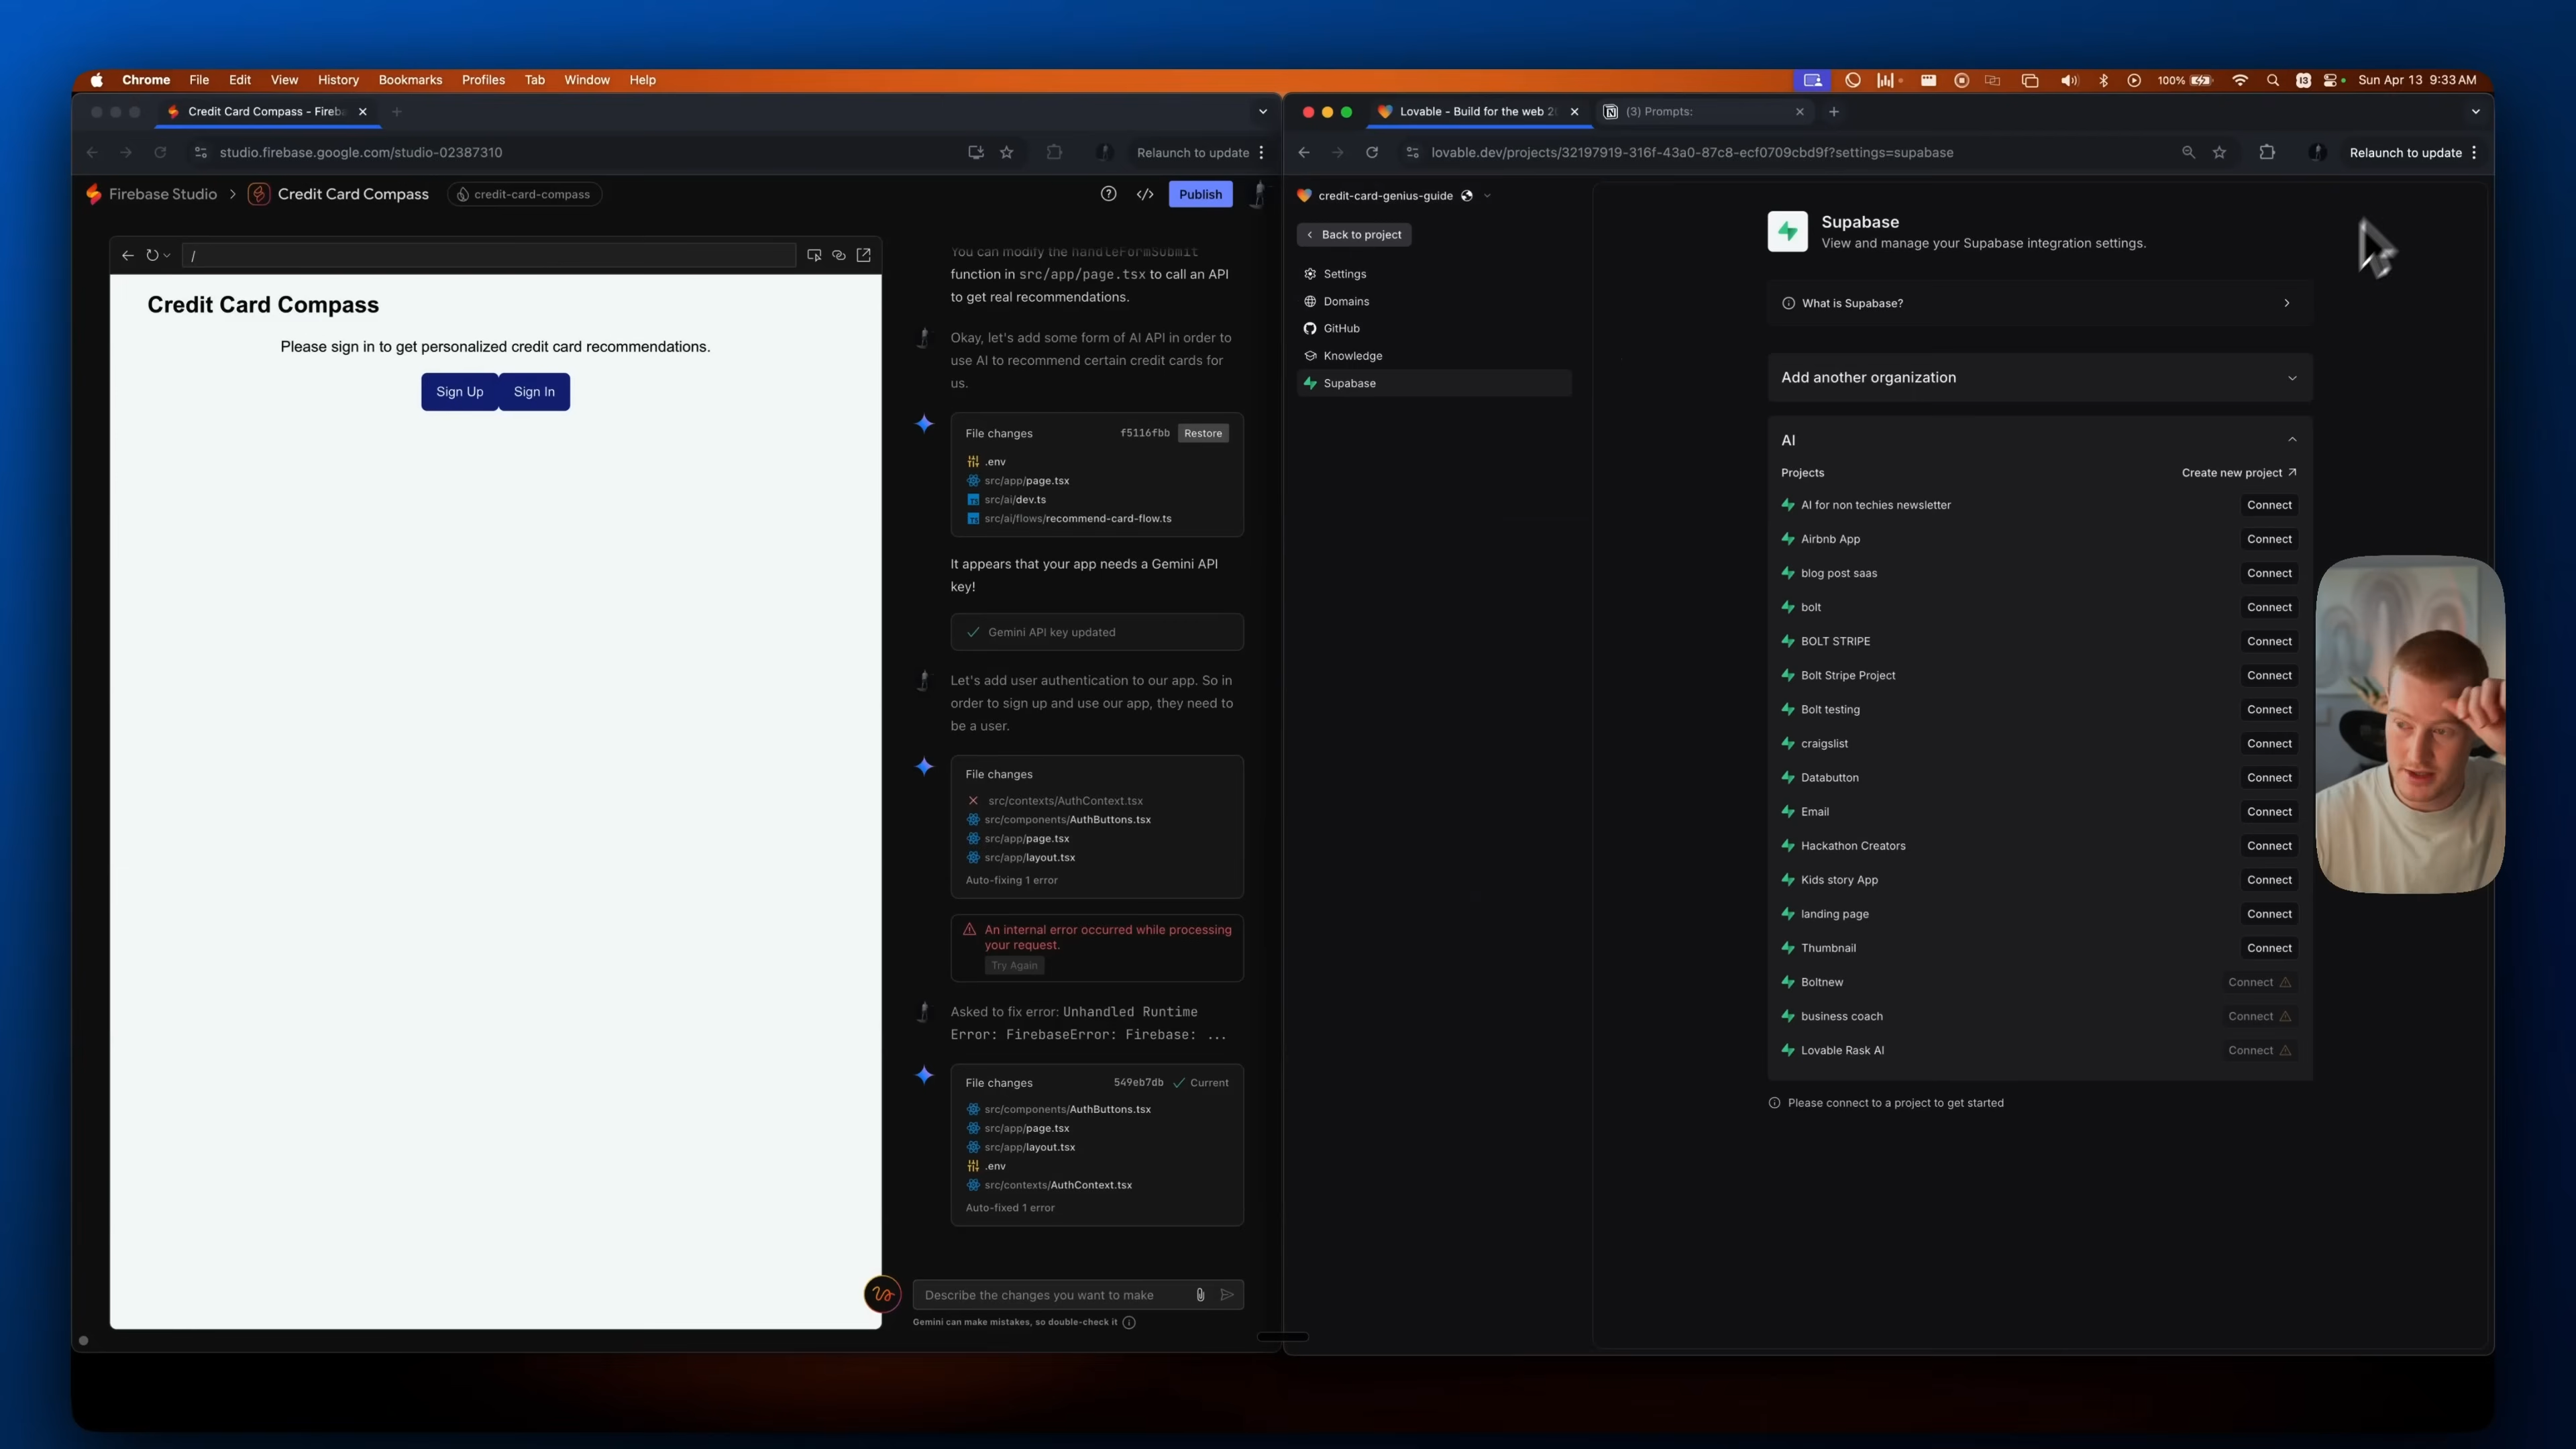 Chrome File Edit View History Bookmarks Profiles Tab Window Help
100% Sun Apr 13 9:33 AM
Credit Card Compass - Fireb
studio.firebase.google.com/studio-02387310
Relaunch to update
Firebase Studio > Credit Card Compass credit-card-compass
Publish
/
Credit Card Compass
Please sign in to get personalized credit card recommendations.
Sign Up Sign In
You can modify the handleFormSubmit
function in src/app/page.tsx to call an API
to get real recommendations.
Okay, let's add some form of AI API in order to
use AI to recommend certain credit cards for
us.
File changes f5116fbb Restore
.env
src/app/page.tsx
src/ai/dev.ts
src/ai/flows/recommend-card-flow.ts
It appears that your app needs a Gemini API
key!
Gemini API key updated
Let's add user authentication to our app. So in
order to sign up and use our app, they need to
be a user.
File changes
src/contexts/AuthContext.tsx
src/components/AuthButtons.tsx
src/app/page.tsx
src/app/layout.tsx
Auto-fixing 1 error
An internal error occurred while processing
your request.
Try Again
Asked to fix error: Unhandled Runtime
Error: FirebaseError: Firebase: ...
File changes 549eb7db Current
src/components/AuthButtons.tsx
src/app/page.tsx
src/app/layout.tsx
.env
src/contexts/AuthContext.tsx
Auto-fixed 1 error
Describe the changes you want to make
Gemini can make mistakes, so double-check it
Lovable - Build for the web 2
(3) Prompts:
lovable.dev/projects/32197919-316f-43a0-87c8-ecf0709cbd9f?settings=supabase
Relaunch to update
credit-card-genius-guide
Back to project
Settings
Domains
GitHub
Knowledge
Supabase
Supabase
View and manage your Supabase integration settings.
What is Supabase?
Add another organization
AI
Projects Create new project
AI for non techies newsletter Connect
Airbnb App Connect
blog post saas Connect
bolt Connect
BOLT STRIPE Connect
Bolt Stripe Project Connect
Bolt testing Connect
craigslist Connect
Databutton Connect
Email Connect
Hackathon Creators Connect
Kids story App Connect
landing page Connect
Thumbnail Connect
Boltnew Connect
business coach Connect
Lovable Rask AI Connect
Please connect to a project to get started